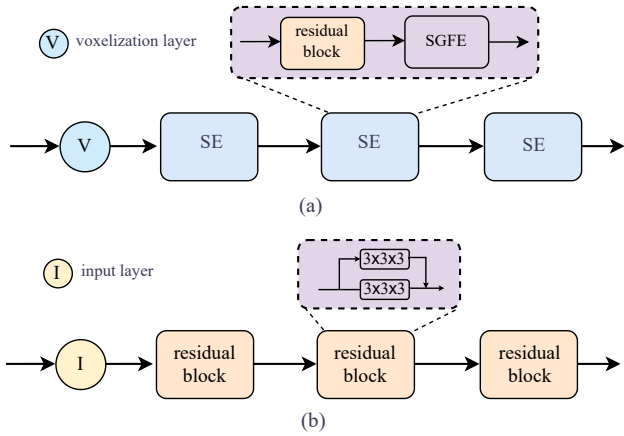 V voxelization layer
residual
block
SGFE
V
SE
SE
SE
(a)
I input layer
3x3x3
3x3x3
I
residual
block
residual
block
residual
block
(b)